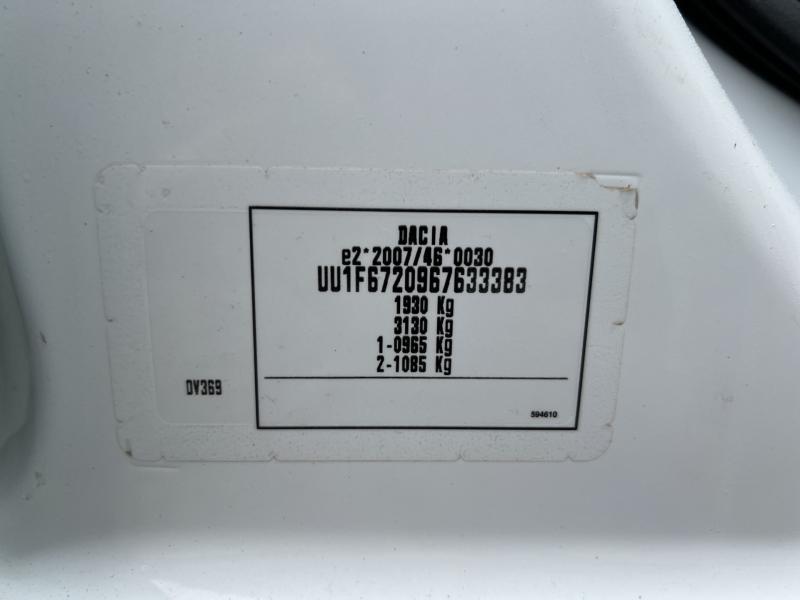 DACIA
e2*2007/46*0030
UU1F6720967633383
1930 Kg
3130 Kg
1-0965 Kg
2-1085 Kg
DV369
594610